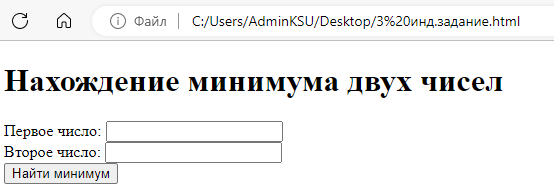 Файл C:/Users/AdminKSU/Desktop/3%20инд.задание.html
Нахождение минимума двух чисел
Первое число:
Второе число:
Найти минимум